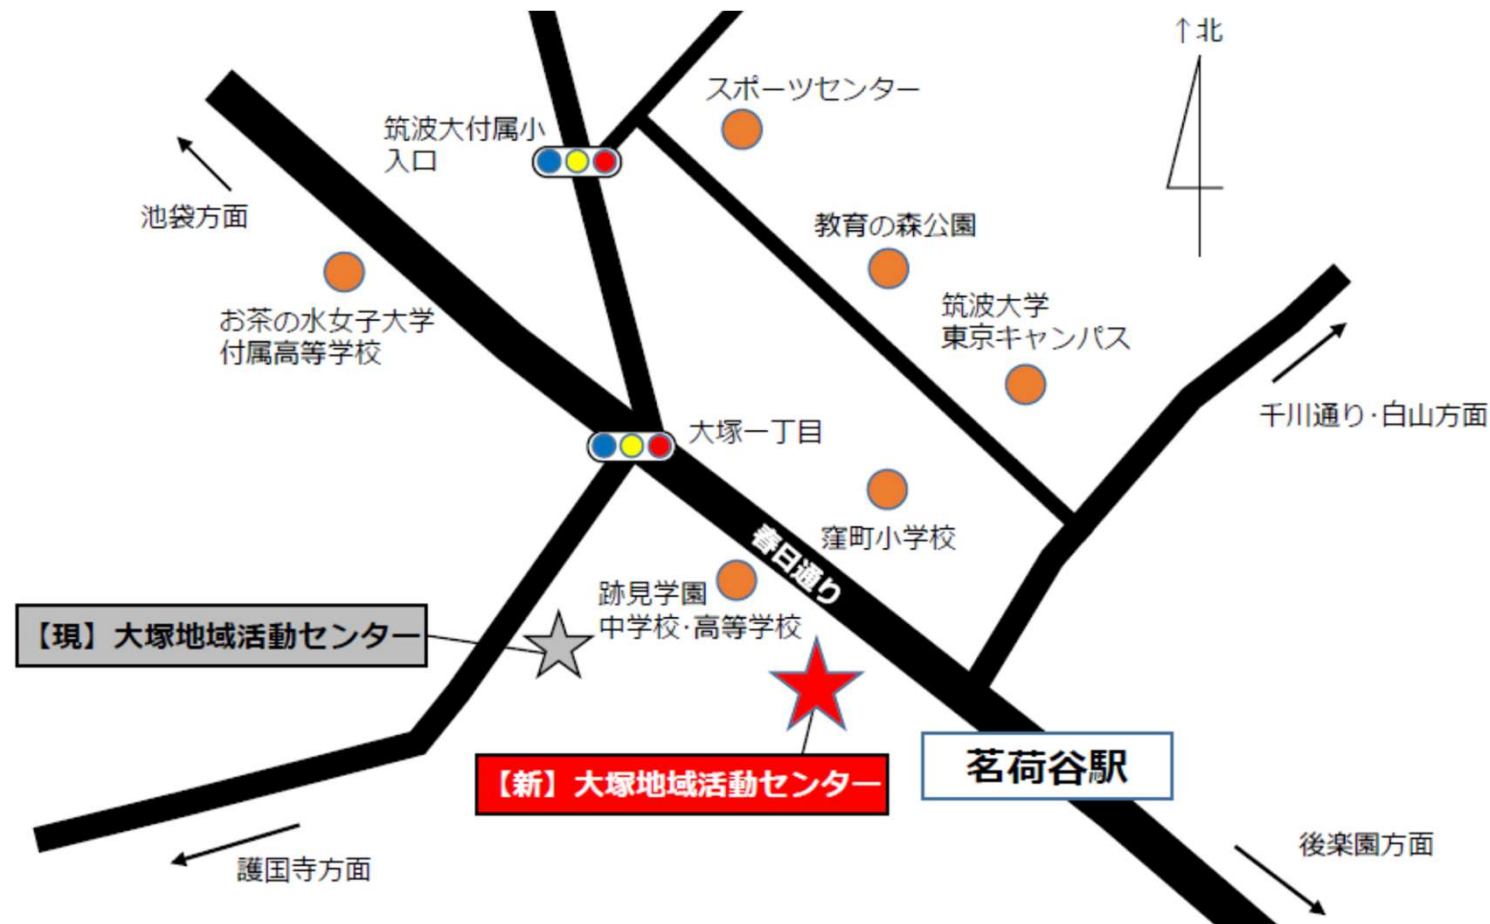 ↑北
スポーツセンター
筑波大付属小
入口
池袋方面
教育の森公園
筑波大学
東京キャンパス
お茶の水女子大学
付属高等学校
千川通り･白山方面
大塚一丁目
窪町小学校
春日通り
跡見学園
中学校･高等学校
【現】大塚地域活動センター
【新】大塚地域活動センター
茗荷谷駅
後楽園方面
護国寺方面